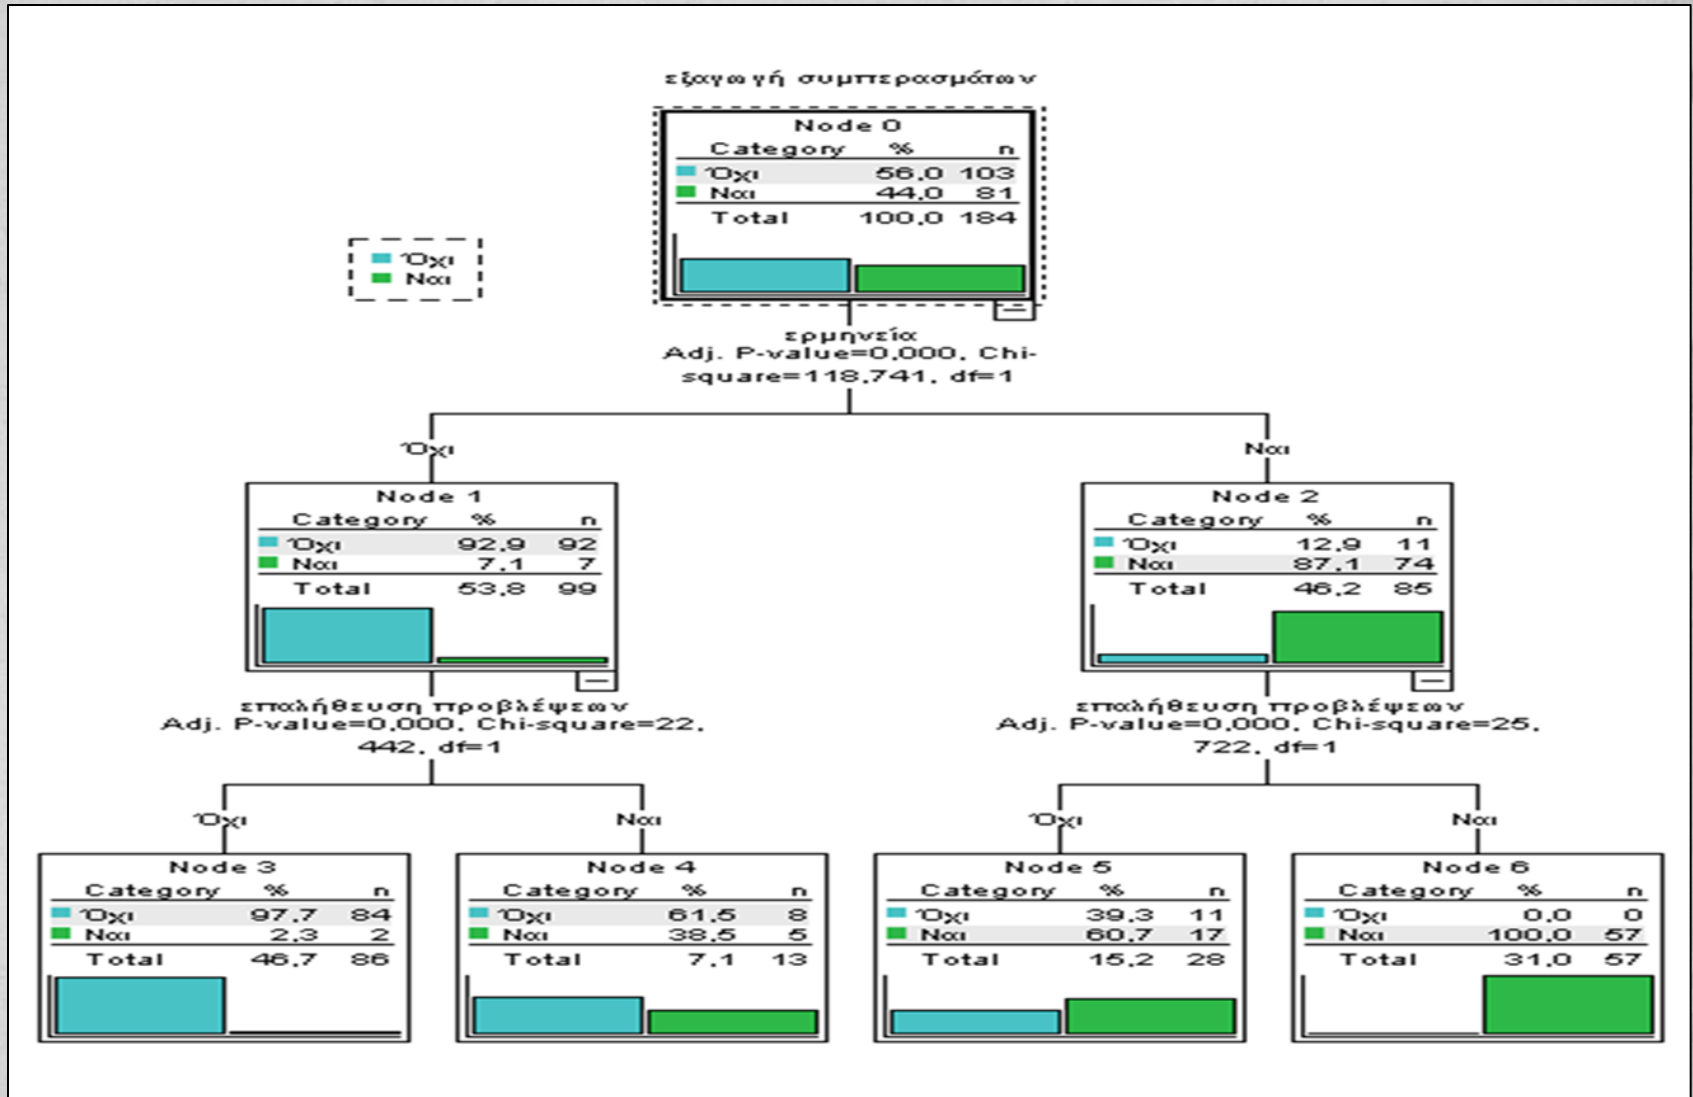 εξαγωγή συμπερασμάτων
Node 0
Category % n
Όχι 56,0 103
Ναι 44,0 81
Total 100,0 184
Όχι
Ναι
ερμηνεία
Adj. P-value=0,000, Chi-
square=118,741, df=1
Όχι
Ναι
Node 1
Category % n
Όχι 92,9 92
Ναι 7,1 7
Total 53,8 99
Node 2
Category % n
Όχι 12,9 11
Ναι 87,1 74
Total 46,2 85
επαλήθευση προβλέψεων
Adj. P-value=0,000, Chi-square=22,
442, df=1
επαλήθευση προβλέψεων
Adj. P-value=0,000, Chi-square=25,
722, df=1
Όχι
Ναι
Όχι
Ναι
Node 3
Category % n
Όχι 97,7 84
Ναι 2,3 2
Total 46,7 86
Node 4
Category % n
Όχι 61,5 8
Ναι 38,5 5
Total 7,1 13
Node 5
Category % n
Όχι 39,3 11
Ναι 60,7 17
Total 15,2 28
Node 6
Category % n
Όχι 0,0 0
Ναι 100,0 57
Total 31,0 57